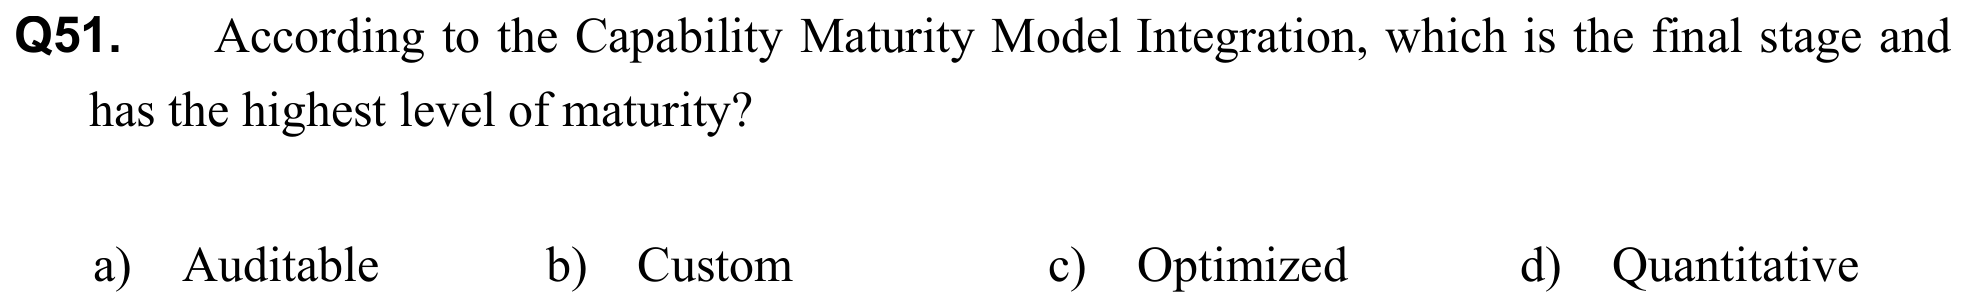 Q51. According to the Capability Maturity Model Integration, which is the final stage and
has the highest level of maturity?
a) Auditable b) Custom c) Optimized d) Quantitative